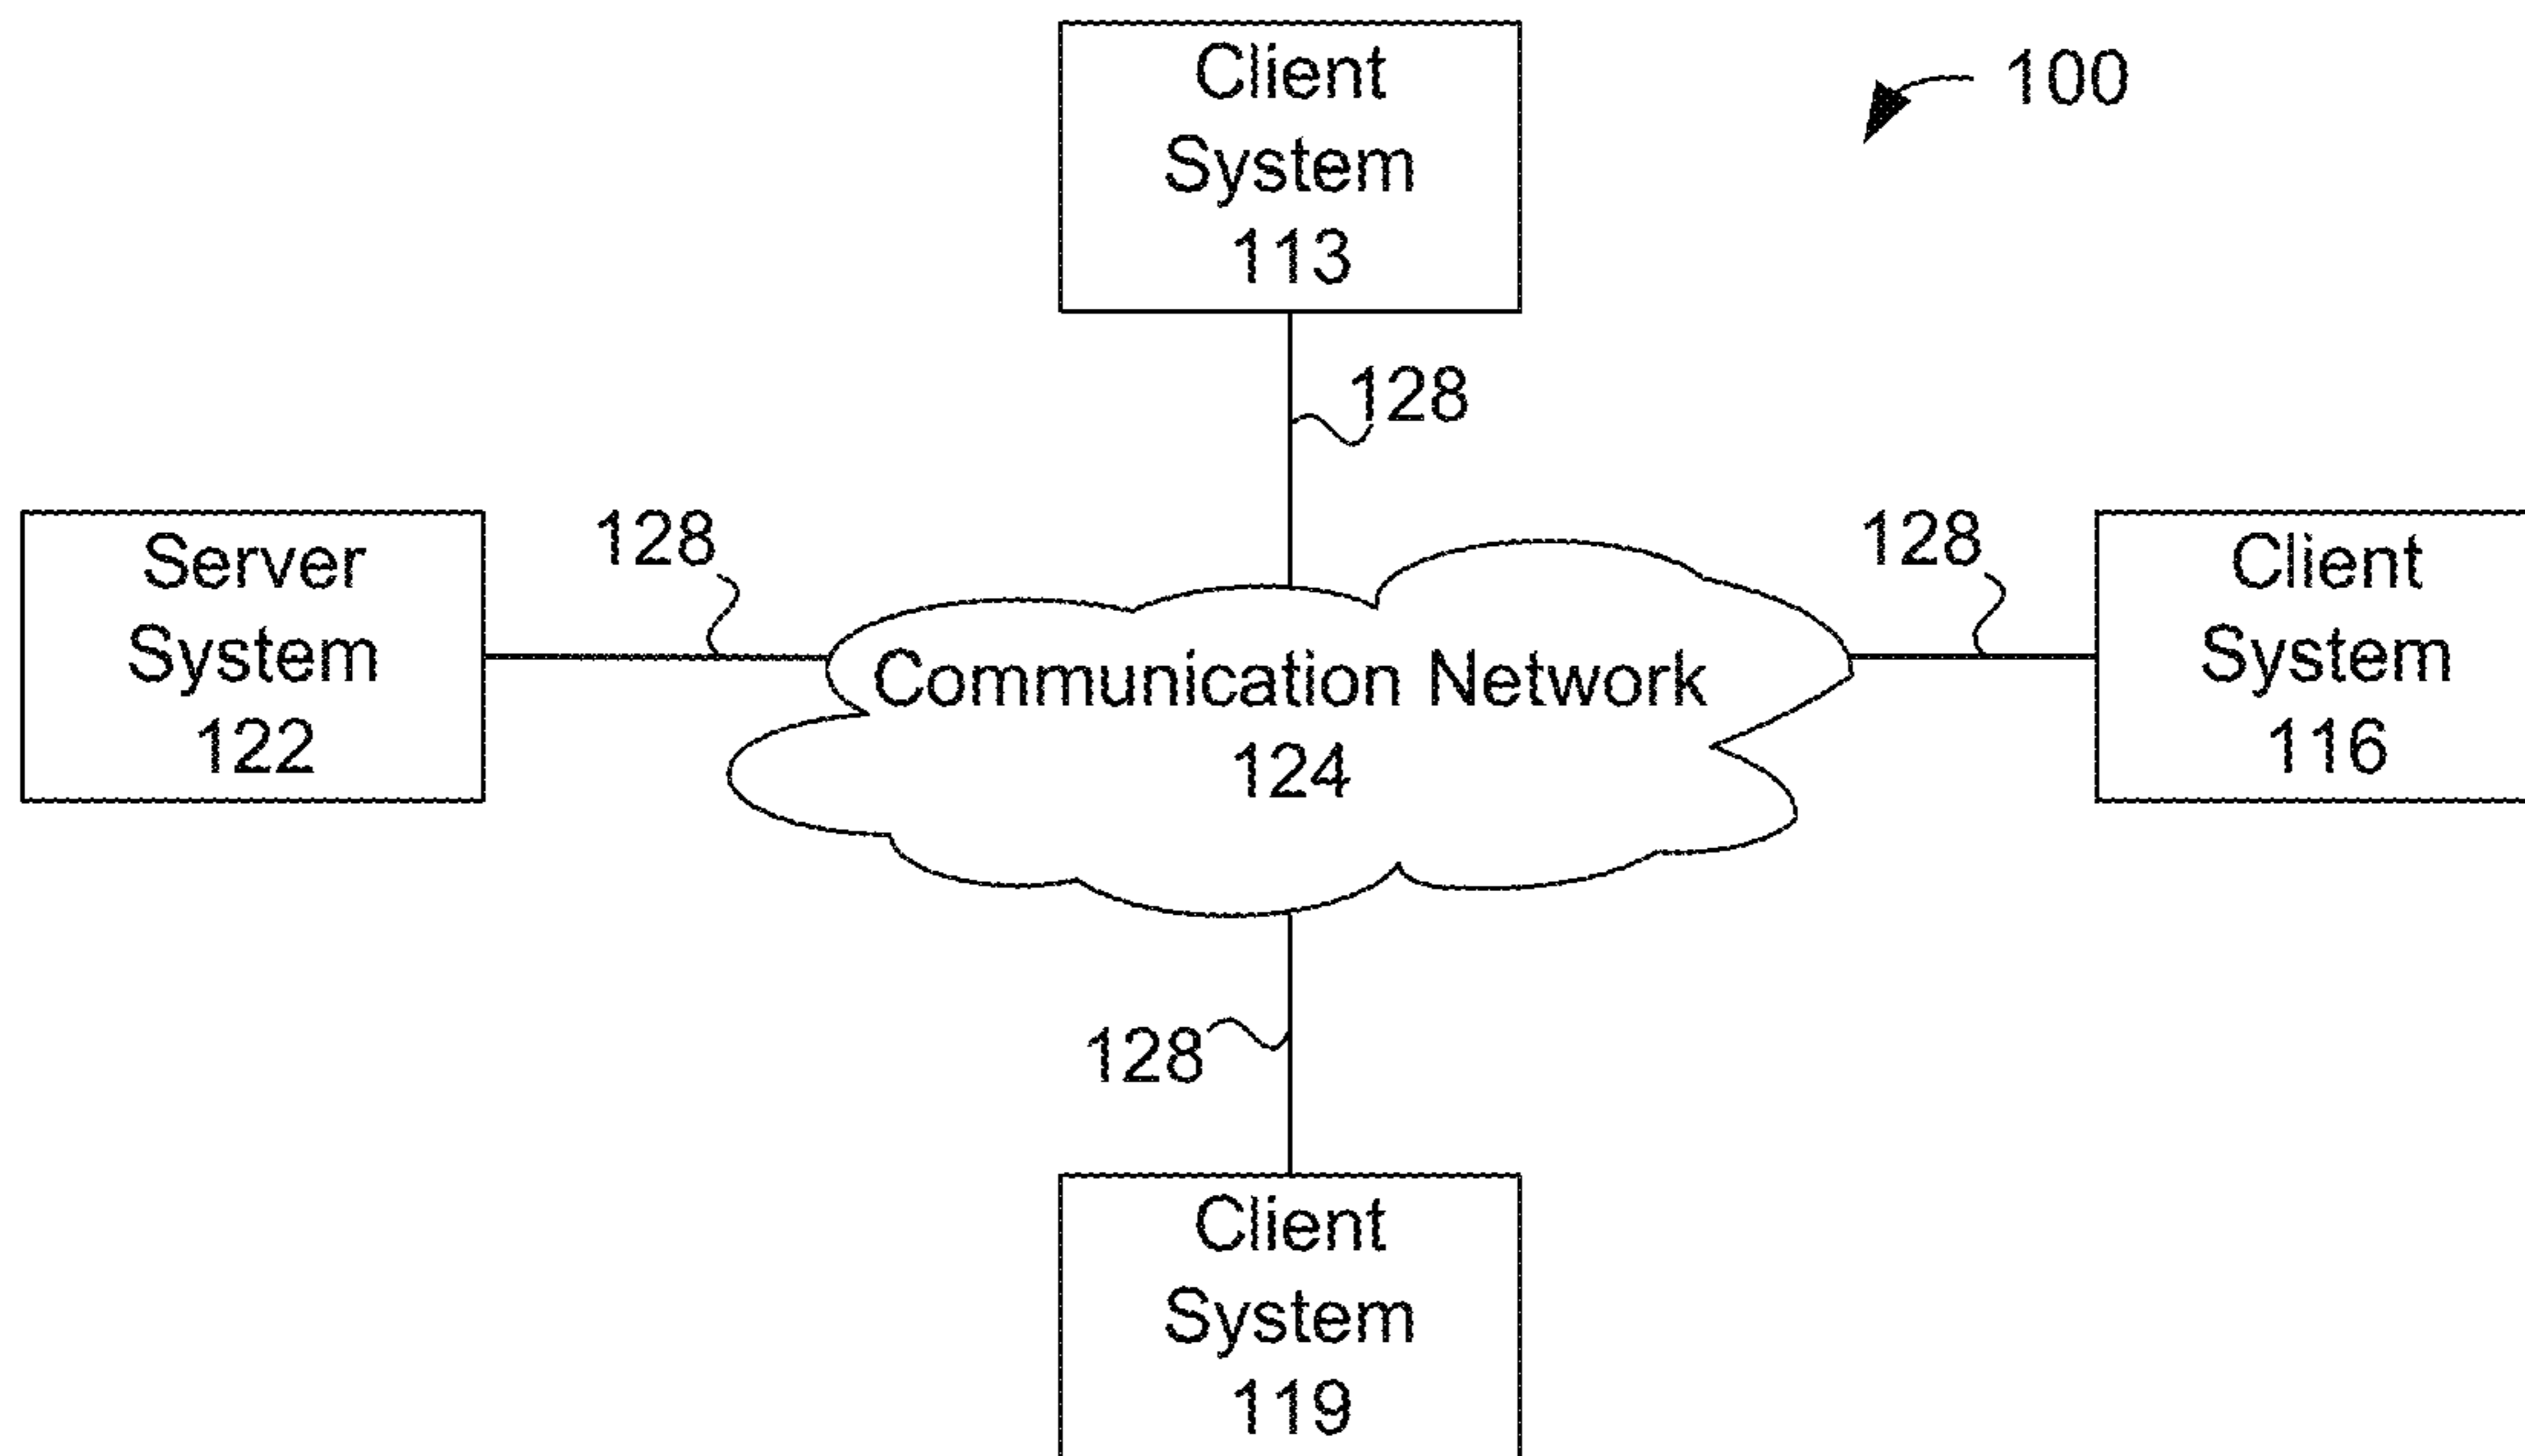 Client
System
113
100
128
Server
System
122
128
Communication Network
124
128
Client
System
116
128
Client
System
119